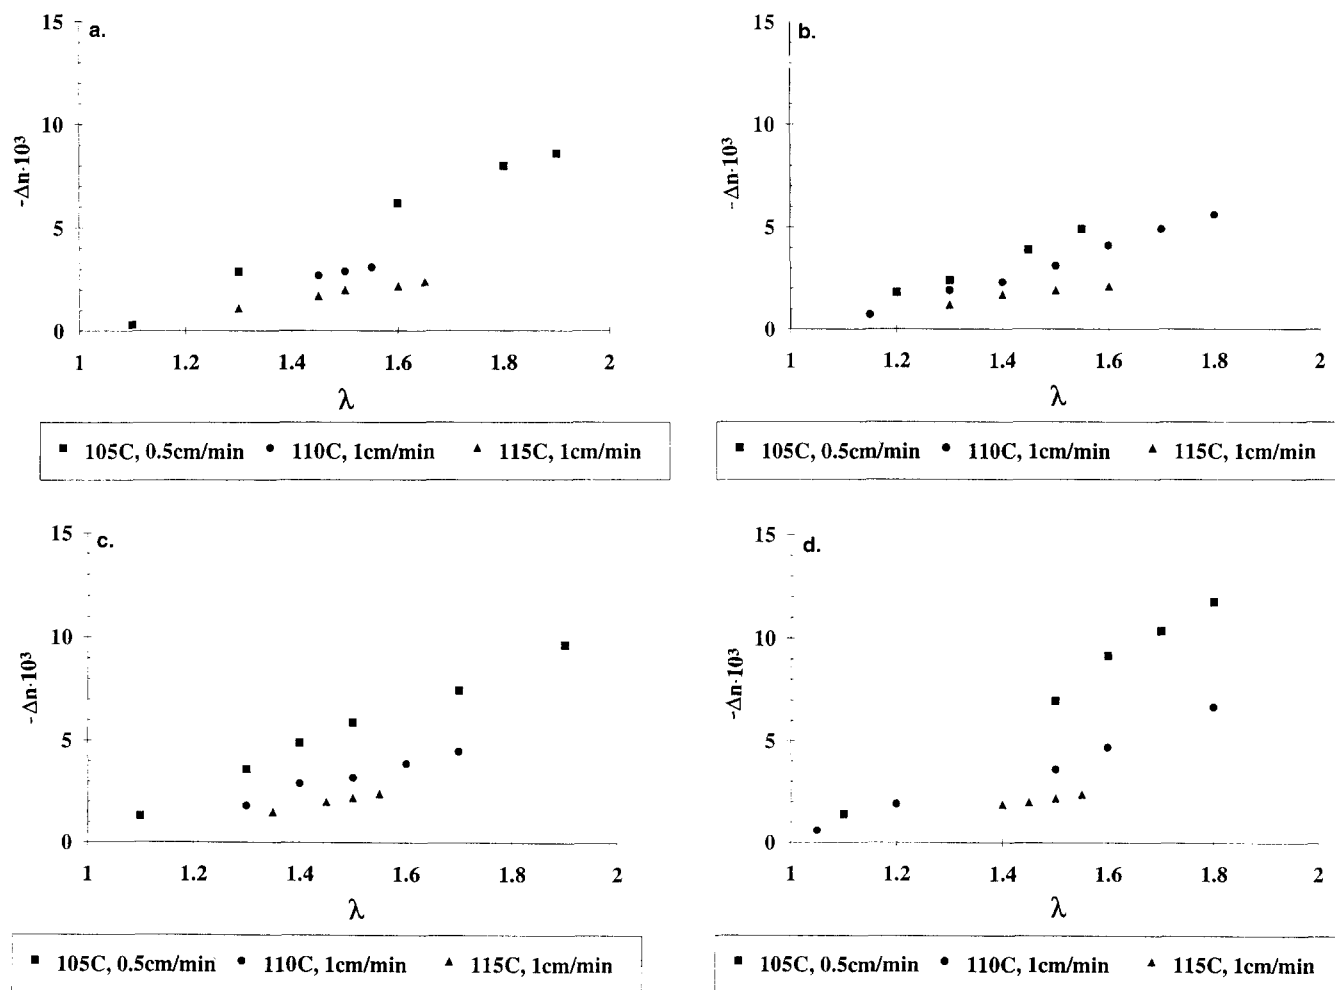 a.
15
10
5
0
-Δn·10³
1 1.2 1.4 1.6 1.8 2
λ
■ 105C, 0.5cm/min ● 110C, 1cm/min ▲ 115C, 1cm/min
b.
15
10
5
0
-Δn·10³
1 1.2 1.4 1.6 1.8 2
λ
■ 105C, 0.5cm/min ● 110C, 1cm/min ▲ 115C, 1cm/min
c.
15
10
5
0
-Δn·10³
1 1.2 1.4 1.6 1.8 2
λ
■ 105C, 0.5cm/min ● 110C, 1cm/min ▲ 115C, 1cm/min
d.
15
10
5
0
-Δn·10³
1 1.2 1.4 1.6 1.8 2
λ
■ 105C, 0.5cm/min ● 110C, 1cm/min ▲ 115C, 1cm/min